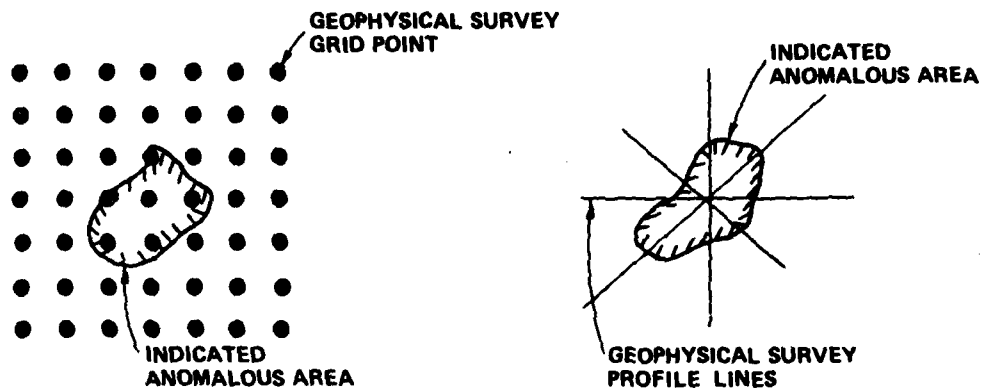 GEOPHYSICAL SURVEY
GRID POINT
INDICATED
ANOMALOUS AREA
INDICATED
ANOMALOUS AREA
GEOPHYSICAL SURVEY
PROFILE LINES